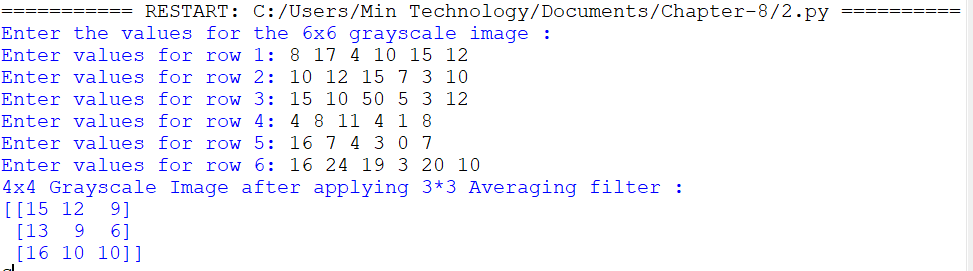 =========== RESTART: C:/Users/Min Technology/Documents/Chapter-8/2.py ==========
Enter the values for the 6x6 grayscale image :
Enter values for row 1: 8 17 4 10 15 12
Enter values for row 2: 10 12 15 7 3 10
Enter values for row 3: 15 10 50 5 3 12
Enter values for row 4: 4 8 11 4 1 8
Enter values for row 5: 16 7 4 3 0 7
Enter values for row 6: 16 24 19 3 20 10
4x4 Grayscale Image after applying 3*3 Averaging filter :
[[15 12  9]
 [13  9  6]
 [16 10 10]]